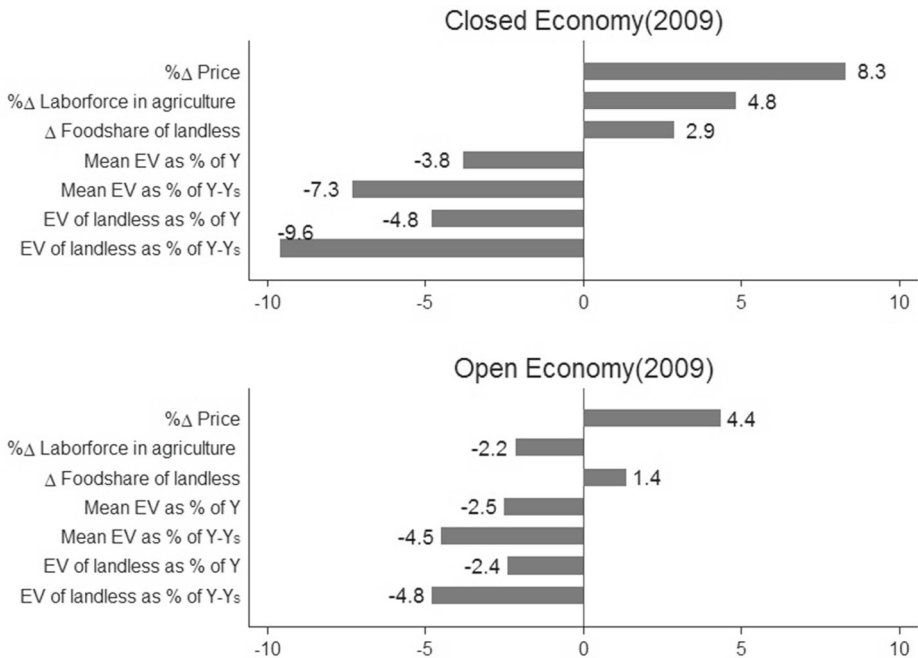 Closed Economy(2009)
%Δ Price
8.3
%Δ Laborforce in agriculture
4.8
Δ Foodshare of landless
2.9
Mean EV as % of Y
-3.8
Mean EV as % of Y-Ys
-7.3
EV of landless as % of Y
-4.8
EV of landless as % of Y-Ys
-9.6
-10 -5 0 5 10
Open Economy(2009)
%Δ Price
4.4
%Δ Laborforce in agriculture
-2.2
Δ Foodshare of landless
1.4
Mean EV as % of Y
-2.5
Mean EV as % of Y-Ys
-4.5
EV of landless as % of Y
-2.4
EV of landless as % of Y-Ys
-4.8
-10 -5 0 5 10